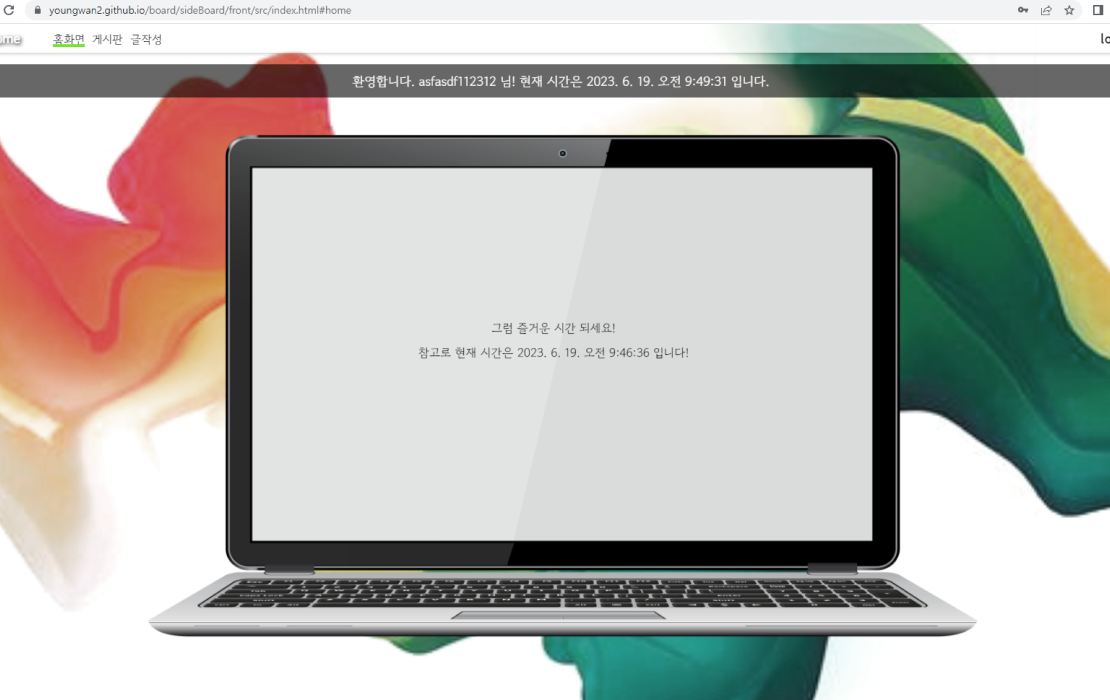 youngwan2.github.io/board/sideBoard/front/src/index.html#home
ome 홈화면 게시판 글작성 lo
환영합니다. asfasdf112312 님! 현재 시간은 2023. 6. 19. 오전 9:49:31 입니다.
그럼 즐거운 시간 되세요!
참고로 현재 시간은 2023. 6. 19. 오전 9:46:36 입니다!